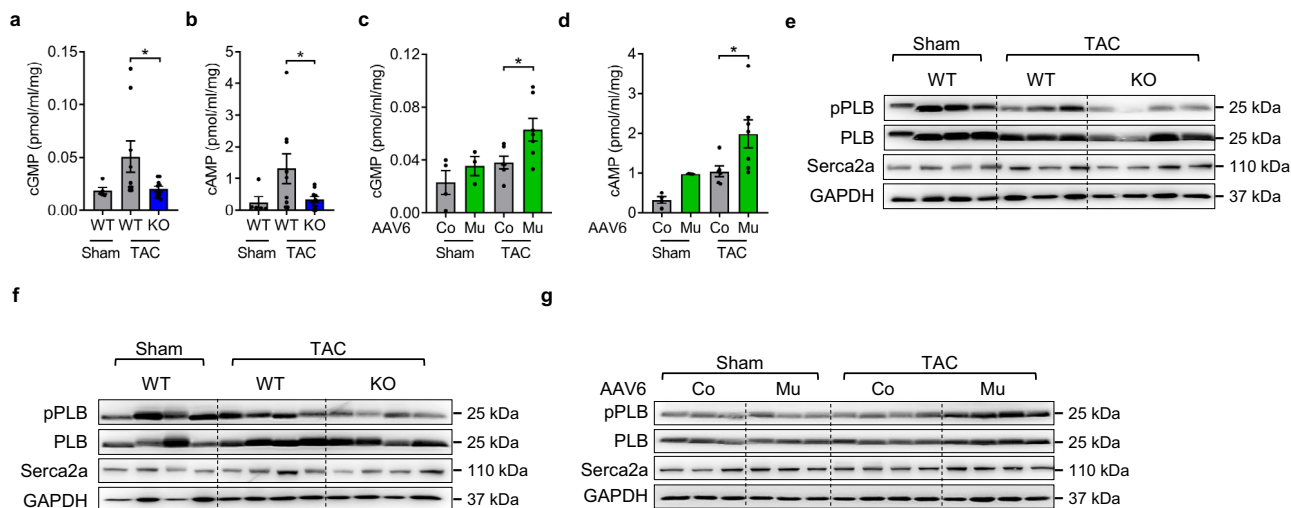 a
cGMP (pmol/ml/mg)
0.15
0.10
0.05
0.00
*
WT WT KO
Sham TAC
b
cAMP (pmol/ml/mg)
5
4
3
2
1
0
*
WT WT KO
Sham TAC
c
cGMP (pmol/ml/mg)
0.12
0.08
0.04
0.00
*
AAV6 Co Mu Co Mu
Sham TAC
d
cAMP (pmol/ml/mg)
4
3
2
1
0
*
AAV6 Co Mu Co Mu
Sham TAC
e
Sham TAC
WT WT KO
pPLB 25 kDa
PLB 25 kDa
Serca2a 110 kDa
GAPDH 37 kDa
f
Sham TAC
WT WT KO
pPLB 25 kDa
PLB 25 kDa
Serca2a 110 kDa
GAPDH 37 kDa
g
Sham TAC
AAV6 Co Mu Co Mu
pPLB 25 kDa
PLB 25 kDa
Serca2a 110 kDa
GAPDH 37 kDa